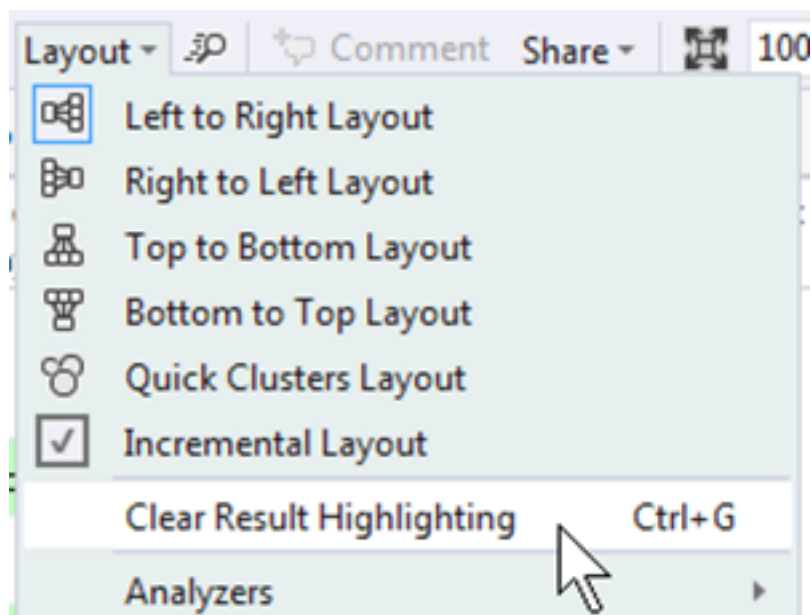 Layout Comment Share 100
Left to Right Layout
Right to Left Layout
Top to Bottom Layout
Bottom to Top Layout
Quick Clusters Layout
Incremental Layout
Clear Result Highlighting Ctrl+G
Analyzers